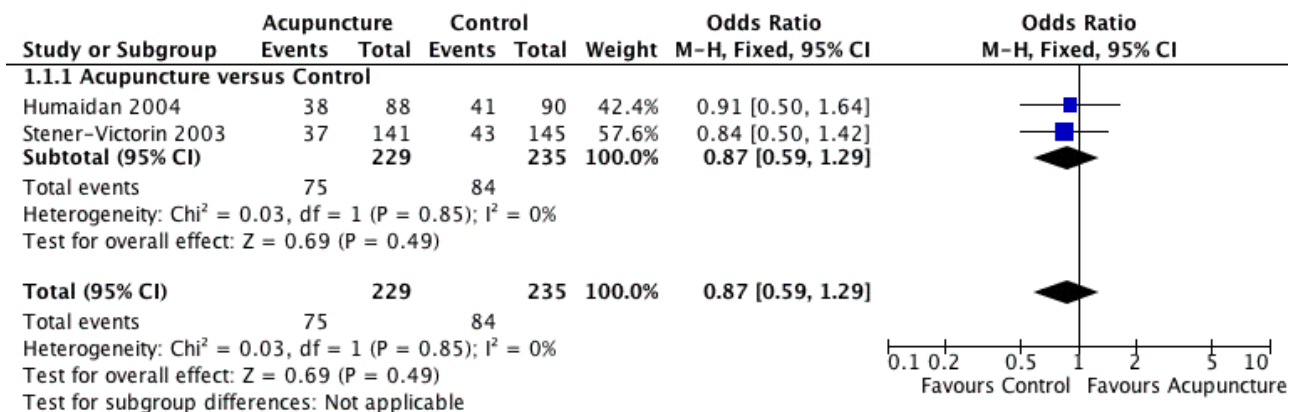 Acupuncture Control Odds Ratio Odds Ratio
Study or Subgroup Events Total Events Total Weight M-H, Fixed, 95% CI M-H, Fixed, 95% CI
1.1.1 Acupuncture versus Control
Humaidan 2004 38 88 41 90 42.4% 0.91 [0.50, 1.64]
Stener-Victorin 2003 37 141 43 145 57.6% 0.84 [0.50, 1.42]
Subtotal (95% CI) 229 235 100.0% 0.87 [0.59, 1.29]
Total events 75 84
Heterogeneity: Chi² = 0.03, df = 1 (P = 0.85); I² = 0%
Test for overall effect: Z = 0.69 (P = 0.49)
Total (95% CI) 229 235 100.0% 0.87 [0.59, 1.29]
Total events 75 84
Heterogeneity: Chi² = 0.03, df = 1 (P = 0.85); I² = 0%
Test for overall effect: Z = 0.69 (P = 0.49)
Test for subgroup differences: Not applicable
0.1 0.2 0.5 1 2 5 10
Favours Control Favours Acupuncture